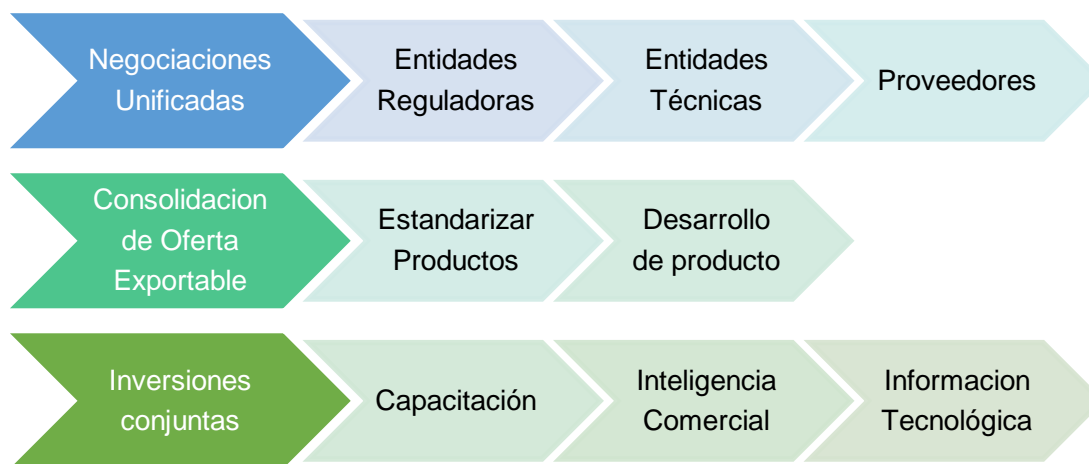 Negociaciones
Unificadas
Entidades
Reguladoras
Entidades
Técnicas
Proveedores
Consolidacion
de Oferta
Exportable
Estandarizar
Productos
Desarrollo
de producto
Inversiones
conjuntas
Capacitación
Inteligencia
Comercial
Informacion
Tecnológica